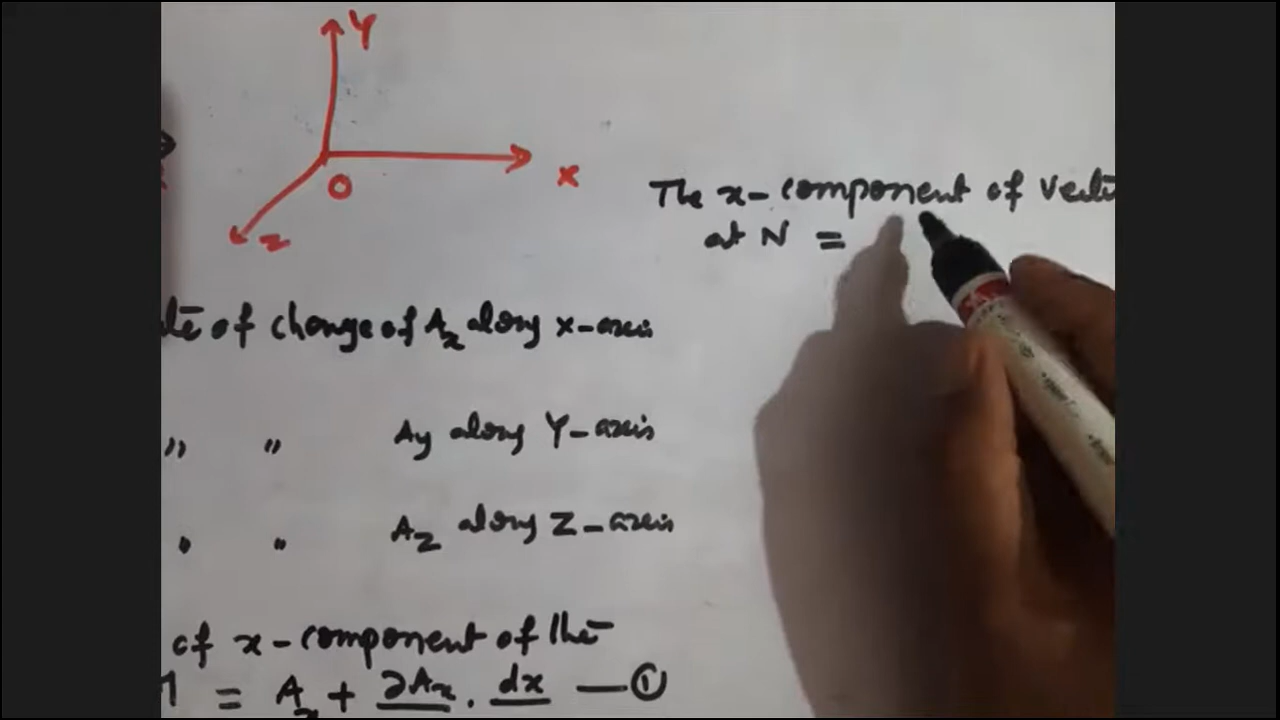 Y
O
x
z
The x-component of
at N =
of change of Ax along x-axis
,, ,, Ay along Y-axis
" " Az along Z-axis
of x-component of the
= Ax + ∂Ax . dx — ①